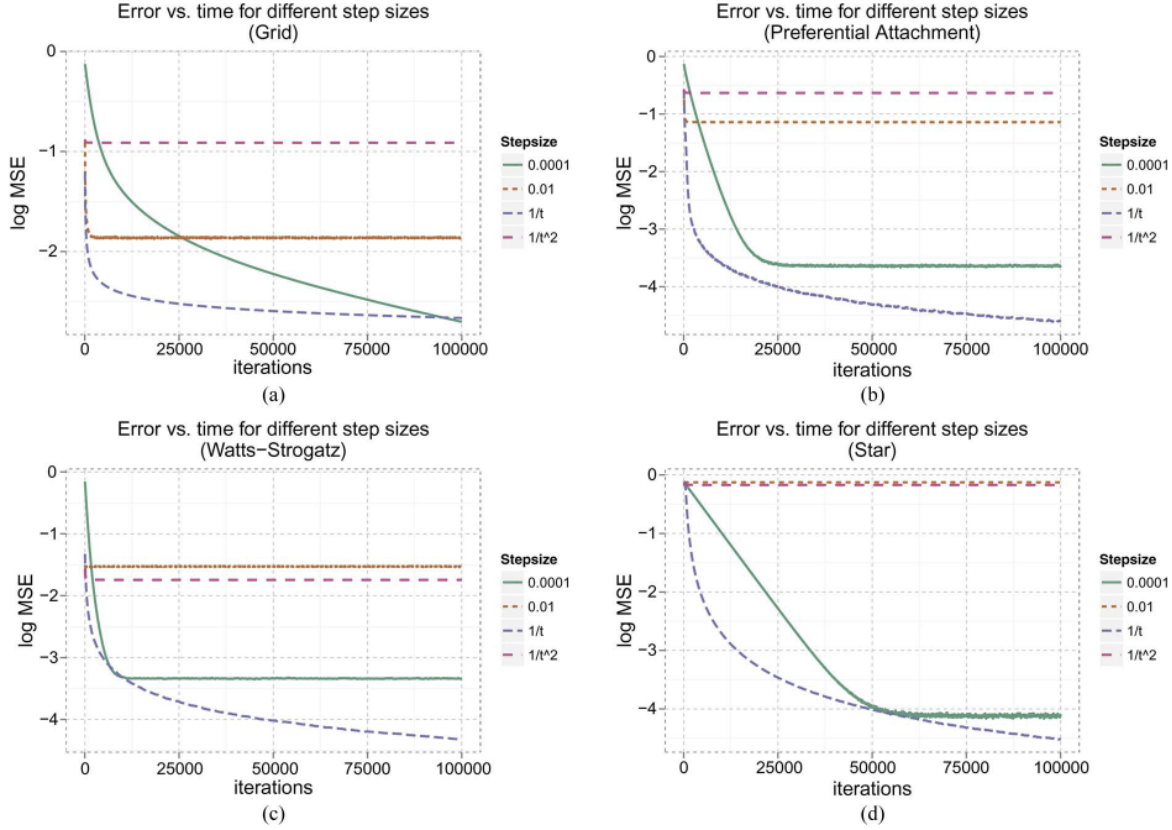 Error vs. time for different step sizes
(Grid)
0
−1
−2
log MSE
0
25000
50000
75000
100000
iterations
Stepsize
0.0001
0.01
1/t
1/t^2
(a)
Error vs. time for different step sizes
(Preferential Attachment)
0
−1
−2
−3
−4
log MSE
0
25000
50000
75000
100000
iterations
Stepsize
0.0001
0.01
1/t
1/t^2
(b)
Error vs. time for different step sizes
(Watts−Strogatz)
0
−1
−2
−3
−4
log MSE
0
25000
50000
75000
100000
iterations
Stepsize
0.0001
0.01
1/t
1/t^2
(c)
Error vs. time for different step sizes
(Star)
0
−1
−2
−3
−4
log MSE
0
25000
50000
75000
100000
iterations
Stepsize
0.0001
0.01
1/t
1/t^2
(d)